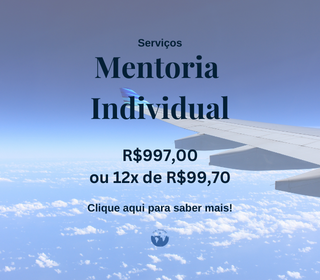 Serviços
Mentoria
Individual
R$997,00
ou 12x de R$99,70
Clique aqui para saber mais!